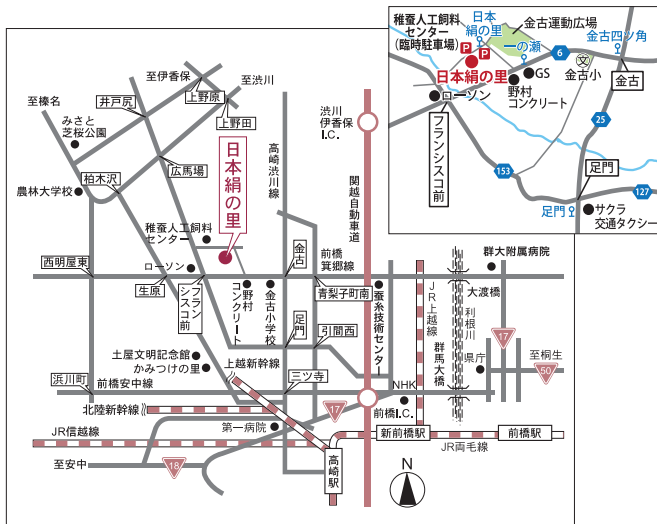 稚蚕人工飼料
センター
(臨時駐車場)
日本
絹の里
金古運動広場
一の瀬
金古四ツ角
P
P
6
日本絹の里
GS
文
金古小
金古
ローソン
野村
コンクリート
フランシスコ前
25
153
足門
127
足門
サクラ
交通タクシー
至伊香保
至渋川
至榛名
井戸尻
上野原
みさと
芝桜公園
上野田
渋川
伊香保
I.C.
広馬場
柏木沢
農林大学校
日本絹の里
高崎渋川線
関越自動車道
稚蚕人工飼料
センター
ローソン
金古
前橋
箕郷線
群大附属病院
西明屋東
生原
フラン
シスコ前
野村
コンクリート
金古小学校
青梨子町南
蚕糸技術センター
JR上越線
利根川
大渡橋
足門
引間西
17
群馬大橋
県庁
至桐生
50
土屋文明記念館
かみつけの里
上越新幹線
三ツ寺
浜川町
前橋安中線
NHK
北陸新幹線
17
前橋I.C.
第一病院
JR信越線
新前橋駅
前橋駅
JR両毛線
至安中
18
高崎駅
N